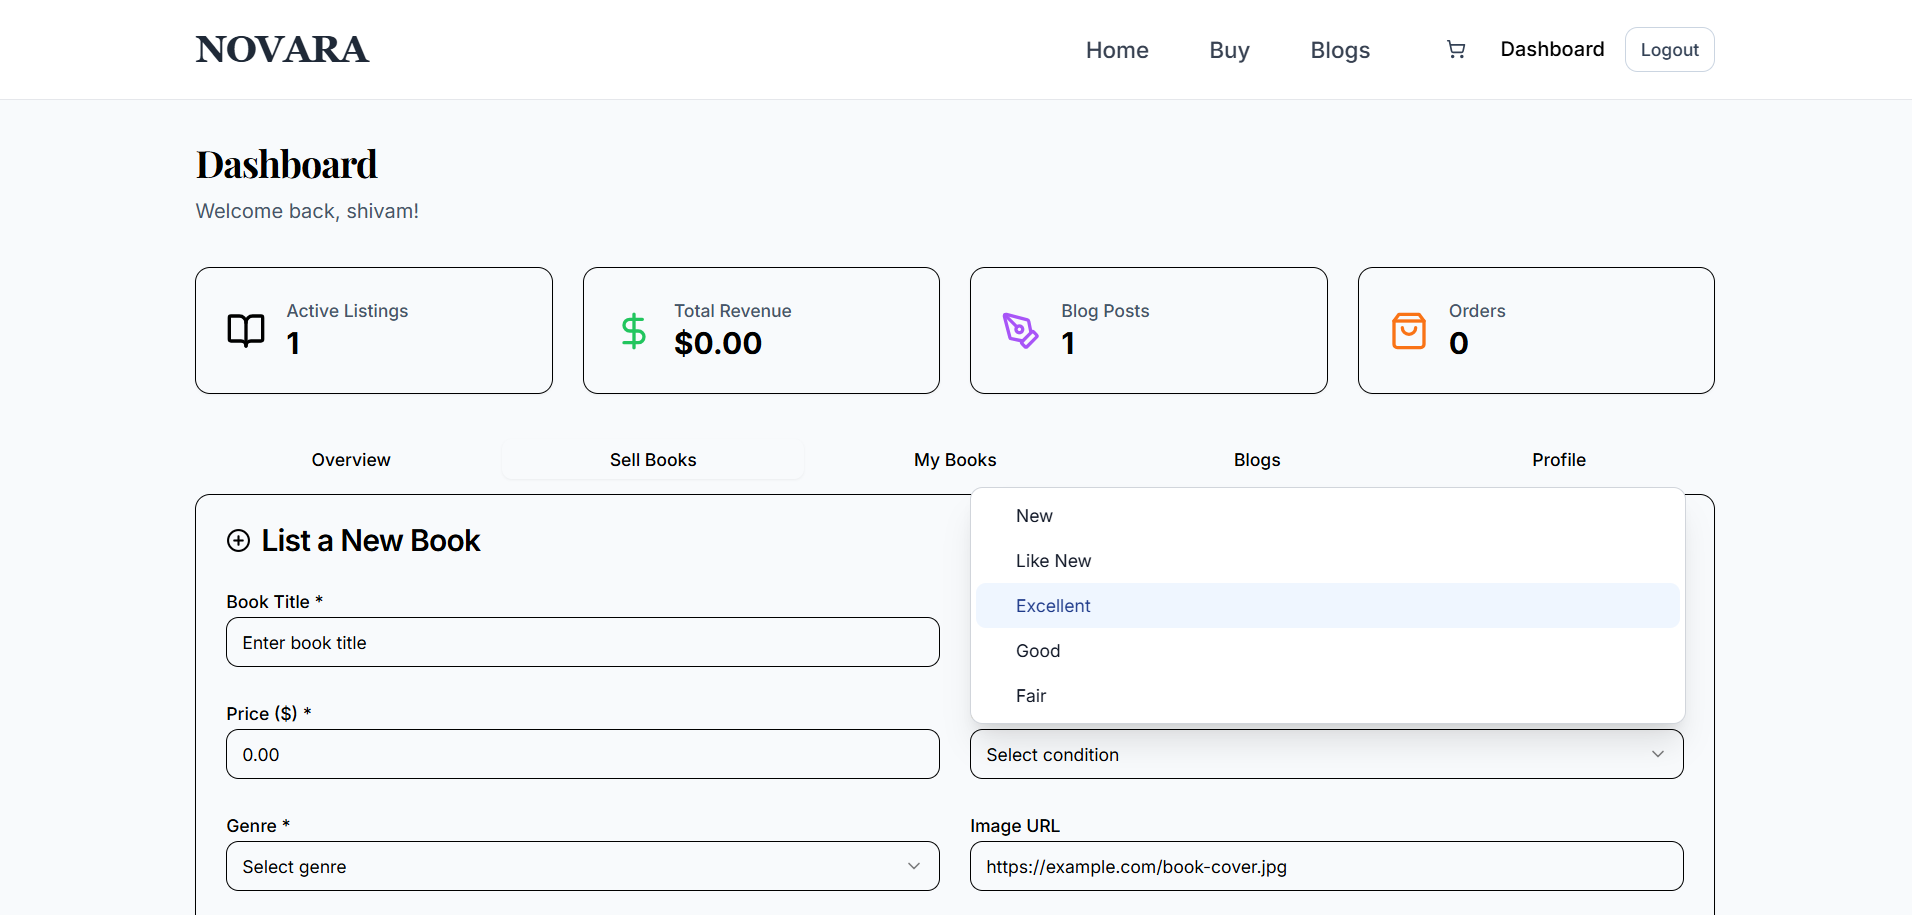 NOVARA
Home Buy Blogs Dashboard Logout
Dashboard
Welcome back, shivam!
Active Listings
1
Total Revenue
$0.00
Blog Posts
1
Orders
0
Overview Sell Books My Books Blogs Profile
List a New Book
Book Title *
Enter book title
New
Like New
Excellent
Good
Fair
Price ($) *
0.00
Select condition
Genre *
Select genre
Image URL
https://example.com/book-cover.jpg